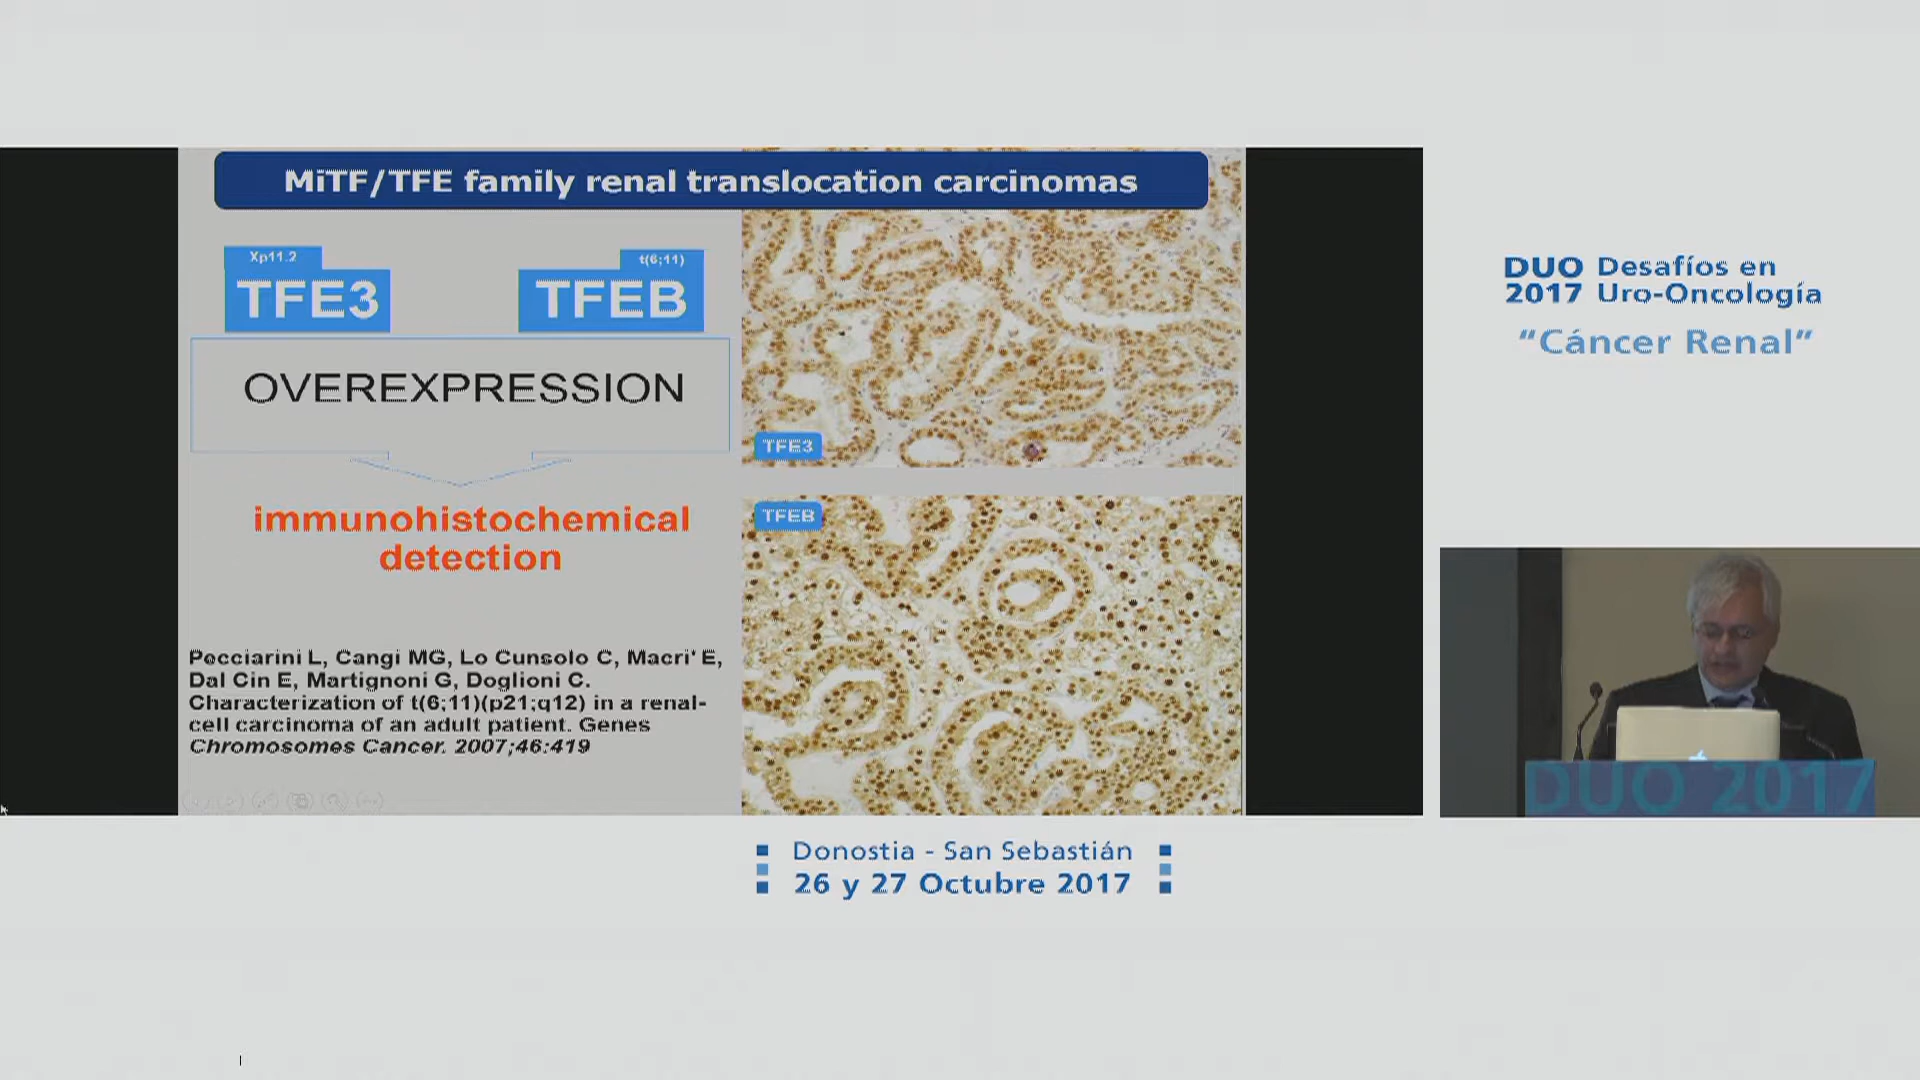 MiTF/TFE family renal translocation carcinomas
Xp11.2
TFE3
t(6;11)
TFEB
OVEREXPRESSION
immunohistochemical
detection
Pecciarini L, Cangi MG, Lo Cunsolo C, Macri' E,
Dal Cin E, Martignoni G, Doglioni C.
Characterization of t(6;11)(p21;q12) in a renal-
cell carcinoma of an adult patient. Genes
Chromosomes Cancer. 2007;46:419
TFE3
TFEB
DUO Desafíos en
2017 Uro-Oncología
“Cáncer Renal”
DUO 2017
Donostia - San Sebastián
26 y 27 Octubre 2017